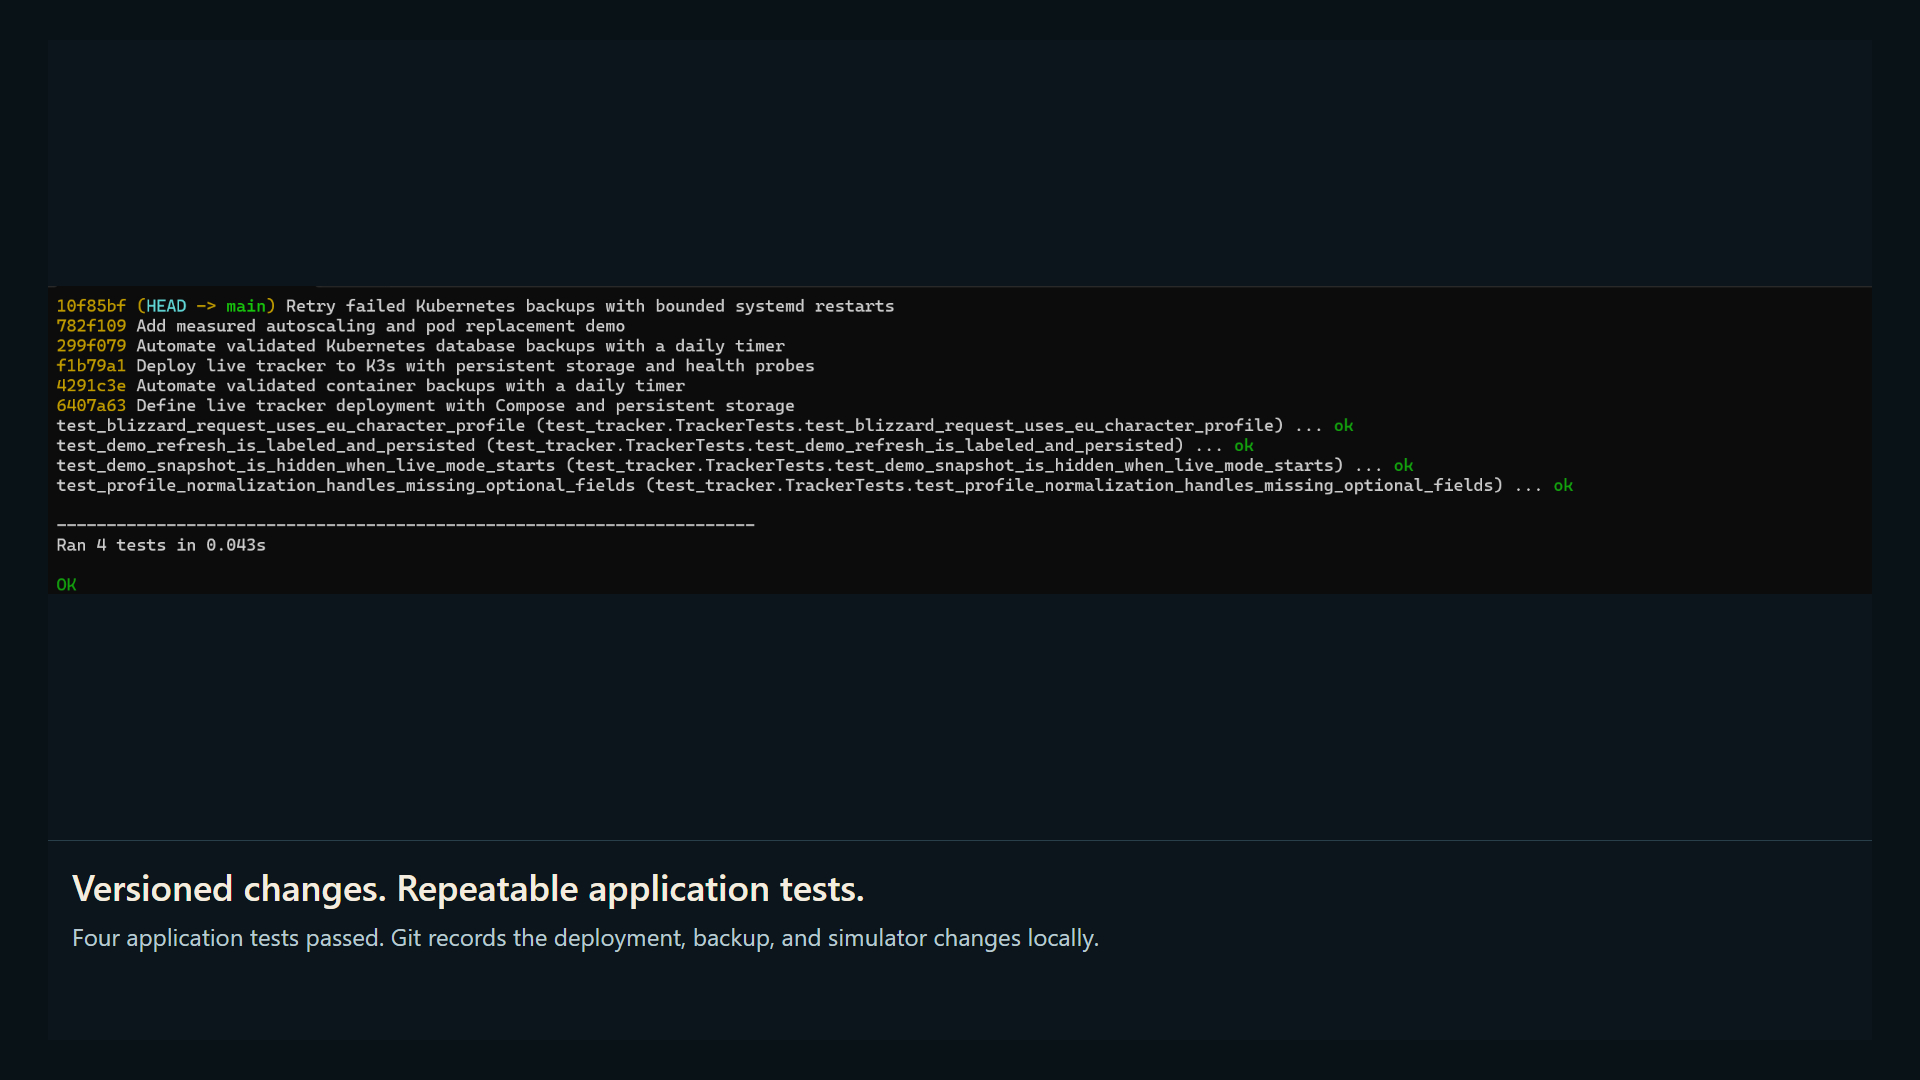 10f85bf (HEAD -> main) Retry failed Kubernetes backups with bounded systemd restarts
782f109 Add measured autoscaling and pod replacement demo
299f079 Automate validated Kubernetes database backups with a daily timer
f1b79a1 Deploy live tracker to K3s with persistent storage and health probes
4291c3e Automate validated container backups with a daily timer
6407a63 Define live tracker deployment with Compose and persistent storage
test_blizzard_request_uses_eu_character_profile (test_tracker.TrackerTests.test_blizzard_request_uses_eu_character_profile) ... ok
test_demo_refresh_is_labeled_and_persisted (test_tracker.TrackerTests.test_demo_refresh_is_labeled_and_persisted) ... ok
test_demo_snapshot_is_hidden_when_live_mode_starts (test_tracker.TrackerTests.test_demo_snapshot_is_hidden_when_live_mode_starts) ... ok
test_profile_normalization_handles_missing_optional_fields (test_tracker.TrackerTests.test_profile_normalization_handles_missing_optional_fields) ... ok
----------------------------------------------------------------------
Ran 4 tests in 0.043s
OK
Versioned changes. Repeatable application tests.
Four application tests passed. Git records the deployment, backup, and simulator changes locally.